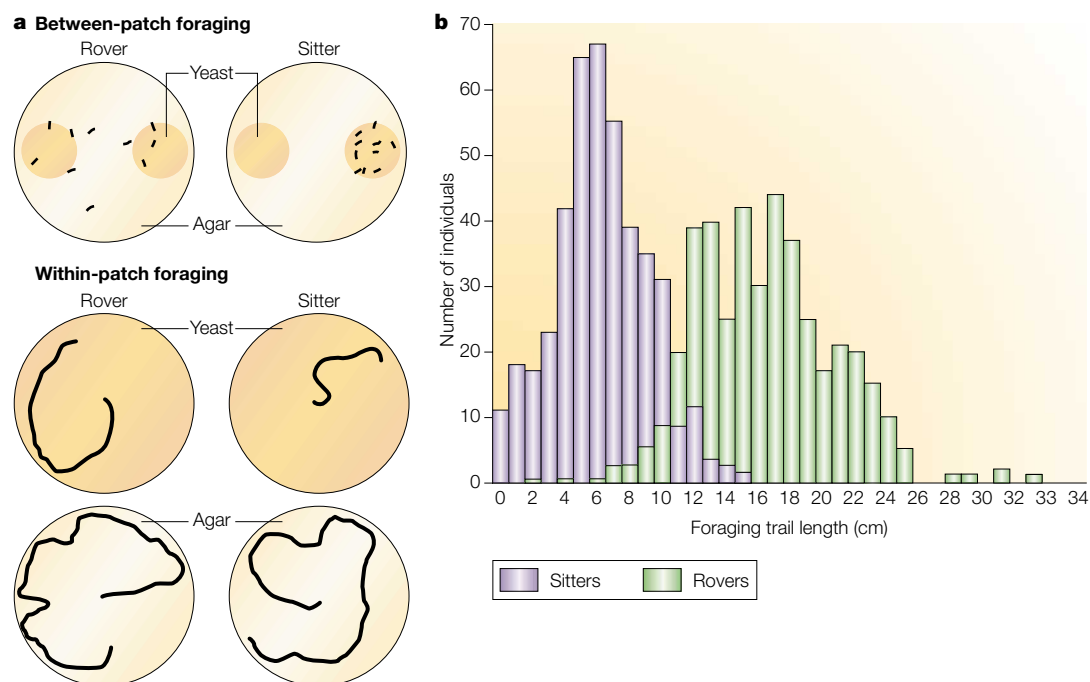 a Between-patch foraging
Rover Sitter
Yeast
Agar
Within-patch foraging
Rover Sitter
Yeast
Agar
b
70
60
50
40
30
20
10
0
Number of individuals
0 2 4 6 8 10 12 14 16 18 20 22 24 26 28 30 32 33 34
Foraging trail length (cm)
Sitters Rovers